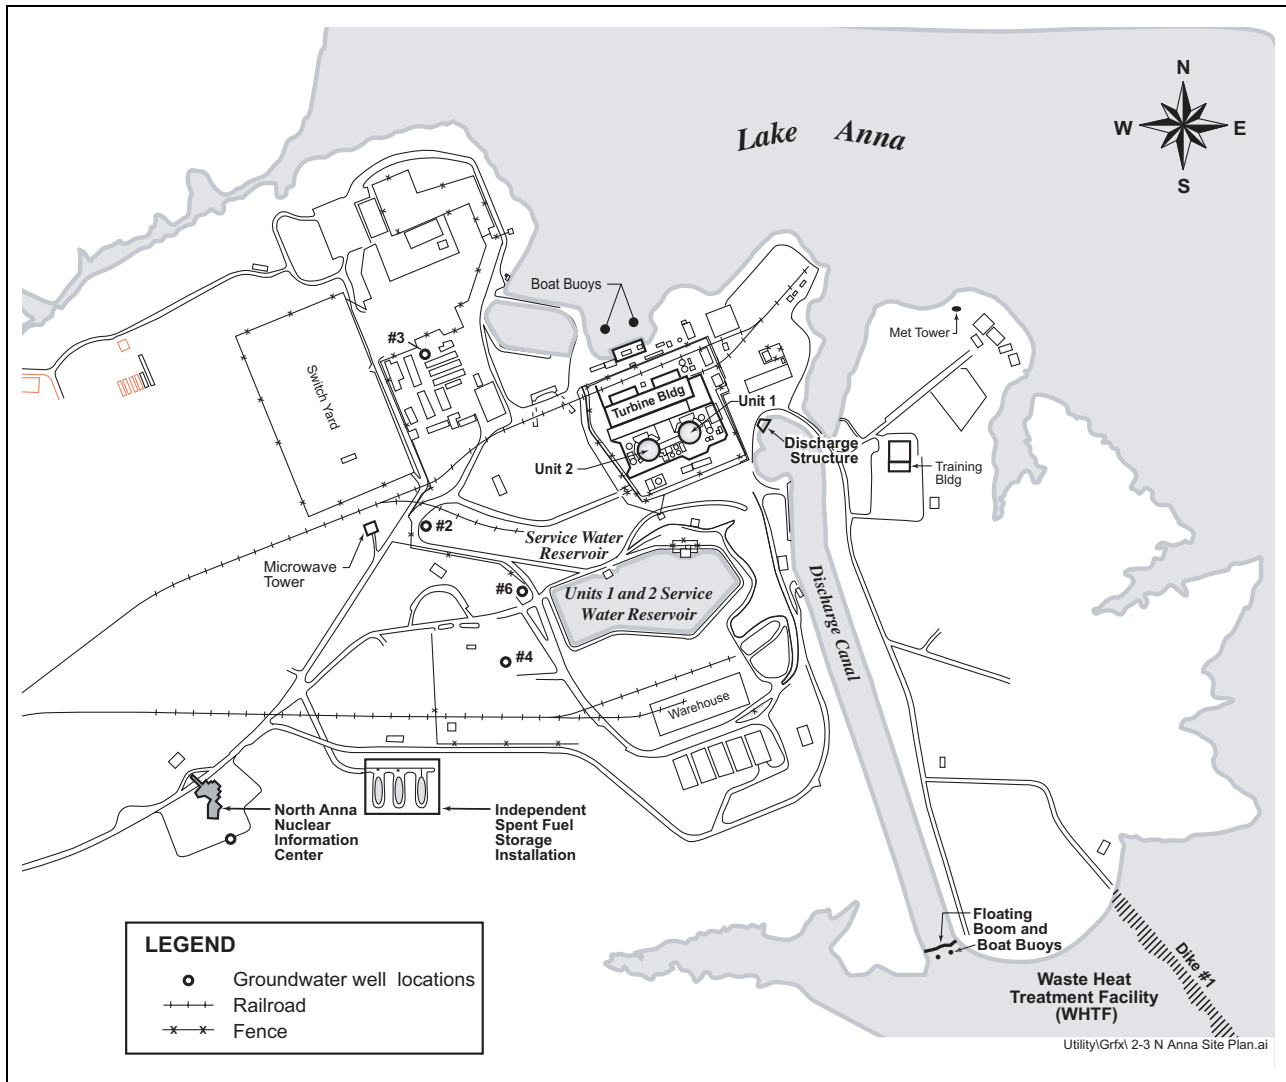 N
W E
S
Lake Anna
Boat Buoys
Met Tower
#3
Switch Yard
Turbine Bldg
Unit 1
Unit 2
Discharge
Structure
Training
Bldg
#2
Service Water
Reservoir
Microwave
Tower
#6
Units 1 and 2 Service
Water Reservoir
Discharge Canal
#4
Warehouse
North Anna
Nuclear
Information
Center
Independent
Spent Fuel
Storage
Installation
Floating
Boom and
Boat Buoys
Dike #1
Waste Heat
Treatment Facility
(WHTF)
LEGEND
Groundwater well locations
Railroad
Fence
Utility\Grfx\ 2-3 N Anna Site Plan.ai